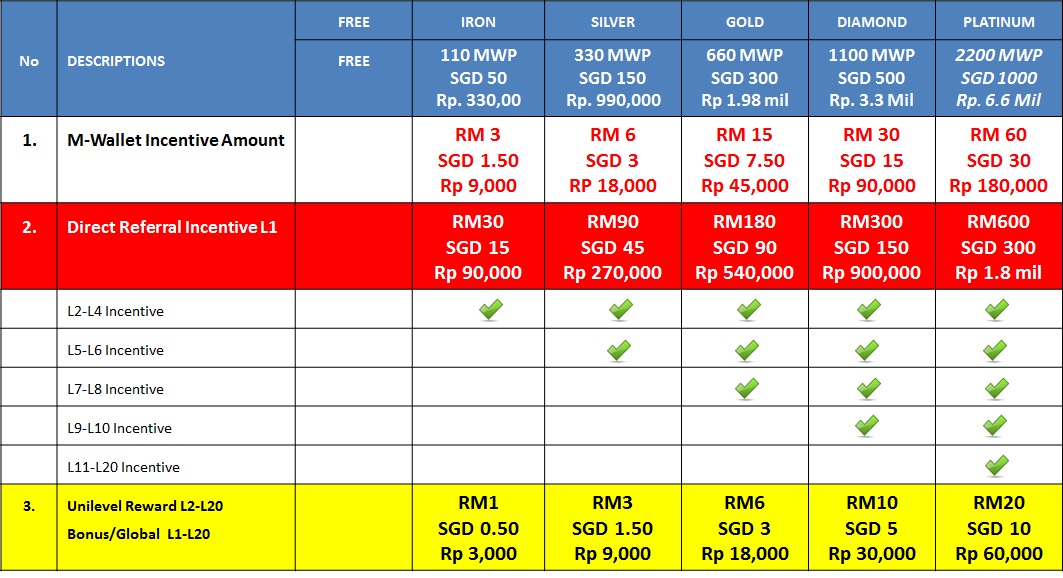 No DESCRIPTIONS FREE IRON SILVER GOLD DIAMOND PLATINUM
FREE 110 MWP 330 MWP 660 MWP 1100 MWP 2200 MWP
SGD 50 SGD 150 SGD 300 SGD 500 SGD 1000
Rp. 330,00 Rp. 990,000 Rp 1.98 mil Rp. 3.3 Mil Rp. 6.6 Mil
1. M-Wallet Incentive Amount RM 3 RM 6 RM 15 RM 30 RM 60
SGD 1.50 SGD 3 SGD 7.50 SGD 15 SGD 30
Rp 9,000 RP 18,000 Rp 45,000 Rp 90,000 Rp 180,000
2. Direct Referral Incentive L1 RM30 RM90 RM180 RM300 RM600
SGD 15 SGD 45 SGD 90 SGD 150 SGD 300
Rp 90,000 Rp 270,000 Rp 540,000 Rp 900,000 Rp 1.8 mil
L2-L4 Incentive
L5-L6 Incentive
L7-L8 Incentive
L9-L10 Incentive
L11-L20 Incentive
3. Unilevel Reward L2-L20 RM1 RM3 RM6 RM10 RM20
Bonus/Global L1-L20 SGD 0.50 SGD 1.50 SGD 3 SGD 5 SGD 10
Rp 3,000 Rp 9,000 Rp 18,000 Rp 30,000 Rp 60,000